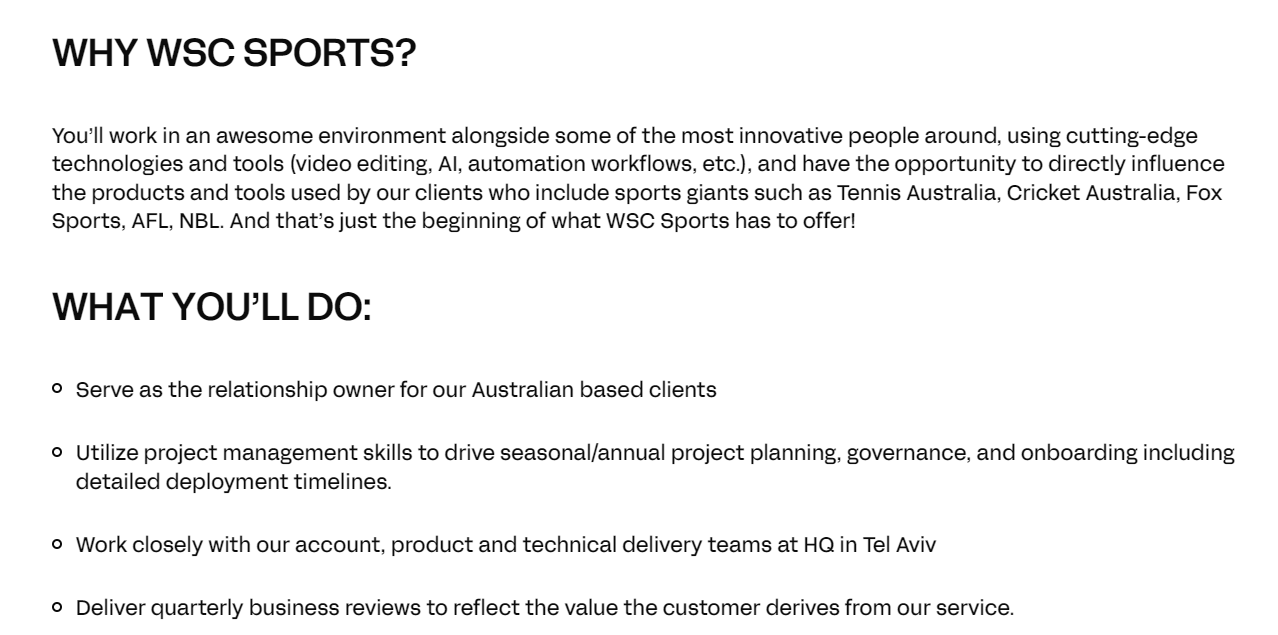 WHY WSC SPORTS?
You’ll work in an awesome environment alongside some of the most innovative people around, using cutting-edge
technologies and tools (video editing, AI, automation workflows, etc.), and have the opportunity to directly influence
the products and tools used by our clients who include sports giants such as Tennis Australia, Cricket Australia, Fox
Sports, AFL, NBL. And that’s just the beginning of what WSC Sports has to offer!
WHAT YOU’LL DO:
Serve as the relationship owner for our Australian based clients
Utilize project management skills to drive seasonal/annual project planning, governance, and onboarding including
detailed deployment timelines.
Work closely with our account, product and technical delivery teams at HQ in Tel Aviv
Deliver quarterly business reviews to reflect the value the customer derives from our service.